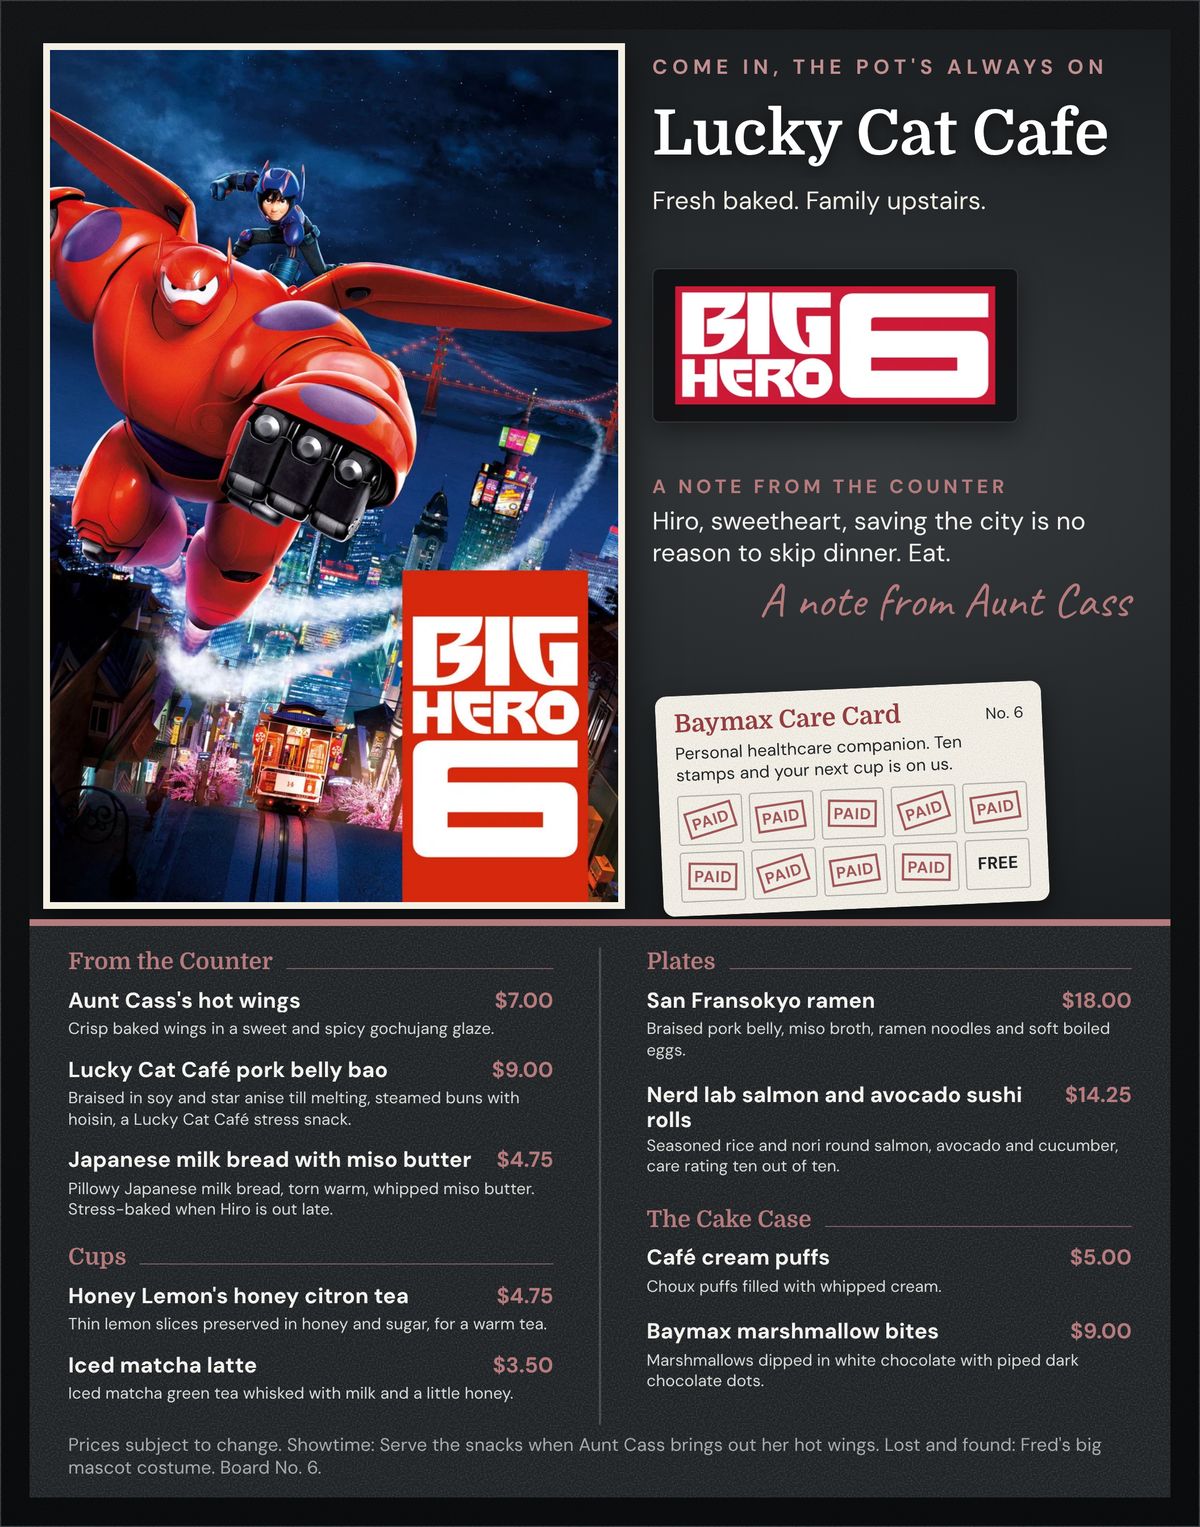 COME IN, THE POT'S ALWAYS ON
Lucky Cat Cafe
Fresh baked. Family upstairs.
BIG
HERO
6
A NOTE FROM THE COUNTER
Hiro, sweetheart, saving the city is no
reason to skip dinner. Eat.
A note from Aunt Cass
BIG
HERO
6
Baymax Care Card
No. 6
Personal healthcare companion. Ten
stamps and your next cup is on us.
PAID PAID PAID PAID PAID
PAID PAID PAID PAID FREE
From the Counter
Aunt Cass's hot wings $7.00
Crisp baked wings in a sweet and spicy gochujang glaze.
Lucky Cat Café pork belly bao $9.00
Braised in soy and star anise till melting, steamed buns with
hoisin, a Lucky Cat Café stress snack.
Japanese milk bread with miso butter $4.75
Pillowy Japanese milk bread, torn warm, whipped miso butter.
Stress-baked when Hiro is out late.
Cups
Honey Lemon's honey citron tea $4.75
Thin lemon slices preserved in honey and sugar, for a warm tea.
Iced matcha latte $3.50
Iced matcha green tea whisked with milk and a little honey.
Plates
San Fransokyo ramen $18.00
Braised pork belly, miso broth, ramen noodles and soft boiled
eggs.
Nerd lab salmon and avocado sushi $14.25
rolls
Seasoned rice and nori round salmon, avocado and cucumber,
care rating ten out of ten.
The Cake Case
Café cream puffs $5.00
Choux puffs filled with whipped cream.
Baymax marshmallow bites $9.00
Marshmallows dipped in white chocolate with piped dark
chocolate dots.
Prices subject to change. Showtime: Serve the snacks when Aunt Cass brings out her hot wings. Lost and found: Fred's big
mascot costume. Board No. 6.